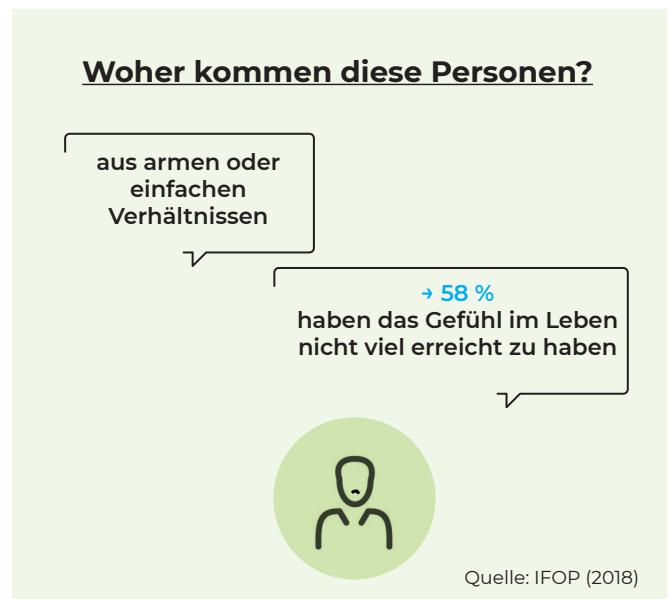 Woher kommen diese Personen?
aus armen oder
einfachen
Verhältnissen
→ 58 %
haben das Gefühl im Leben
nicht viel erreicht zu haben
Quelle: IFOP (2018)